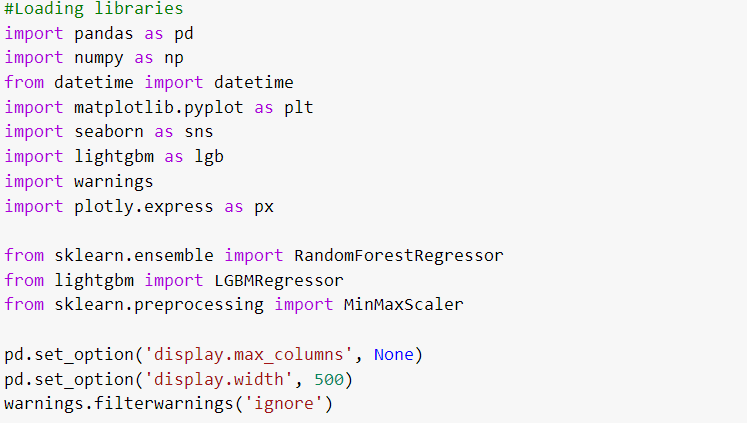 #Loading libraries
import pandas as pd
import numpy as np
from datetime import datetime
import matplotlib.pyplot as plt
import seaborn as sns
import lightgbm as lgb
import warnings
import plotly.express as px
from sklearn.ensemble import RandomForestRegressor
from lightgbm import LGBMRegressor
from sklearn.preprocessing import MinMaxScaler
pd.set_option('display.max_columns', None)
pd.set_option('display.width', 500)
warnings.filterwarnings('ignore')